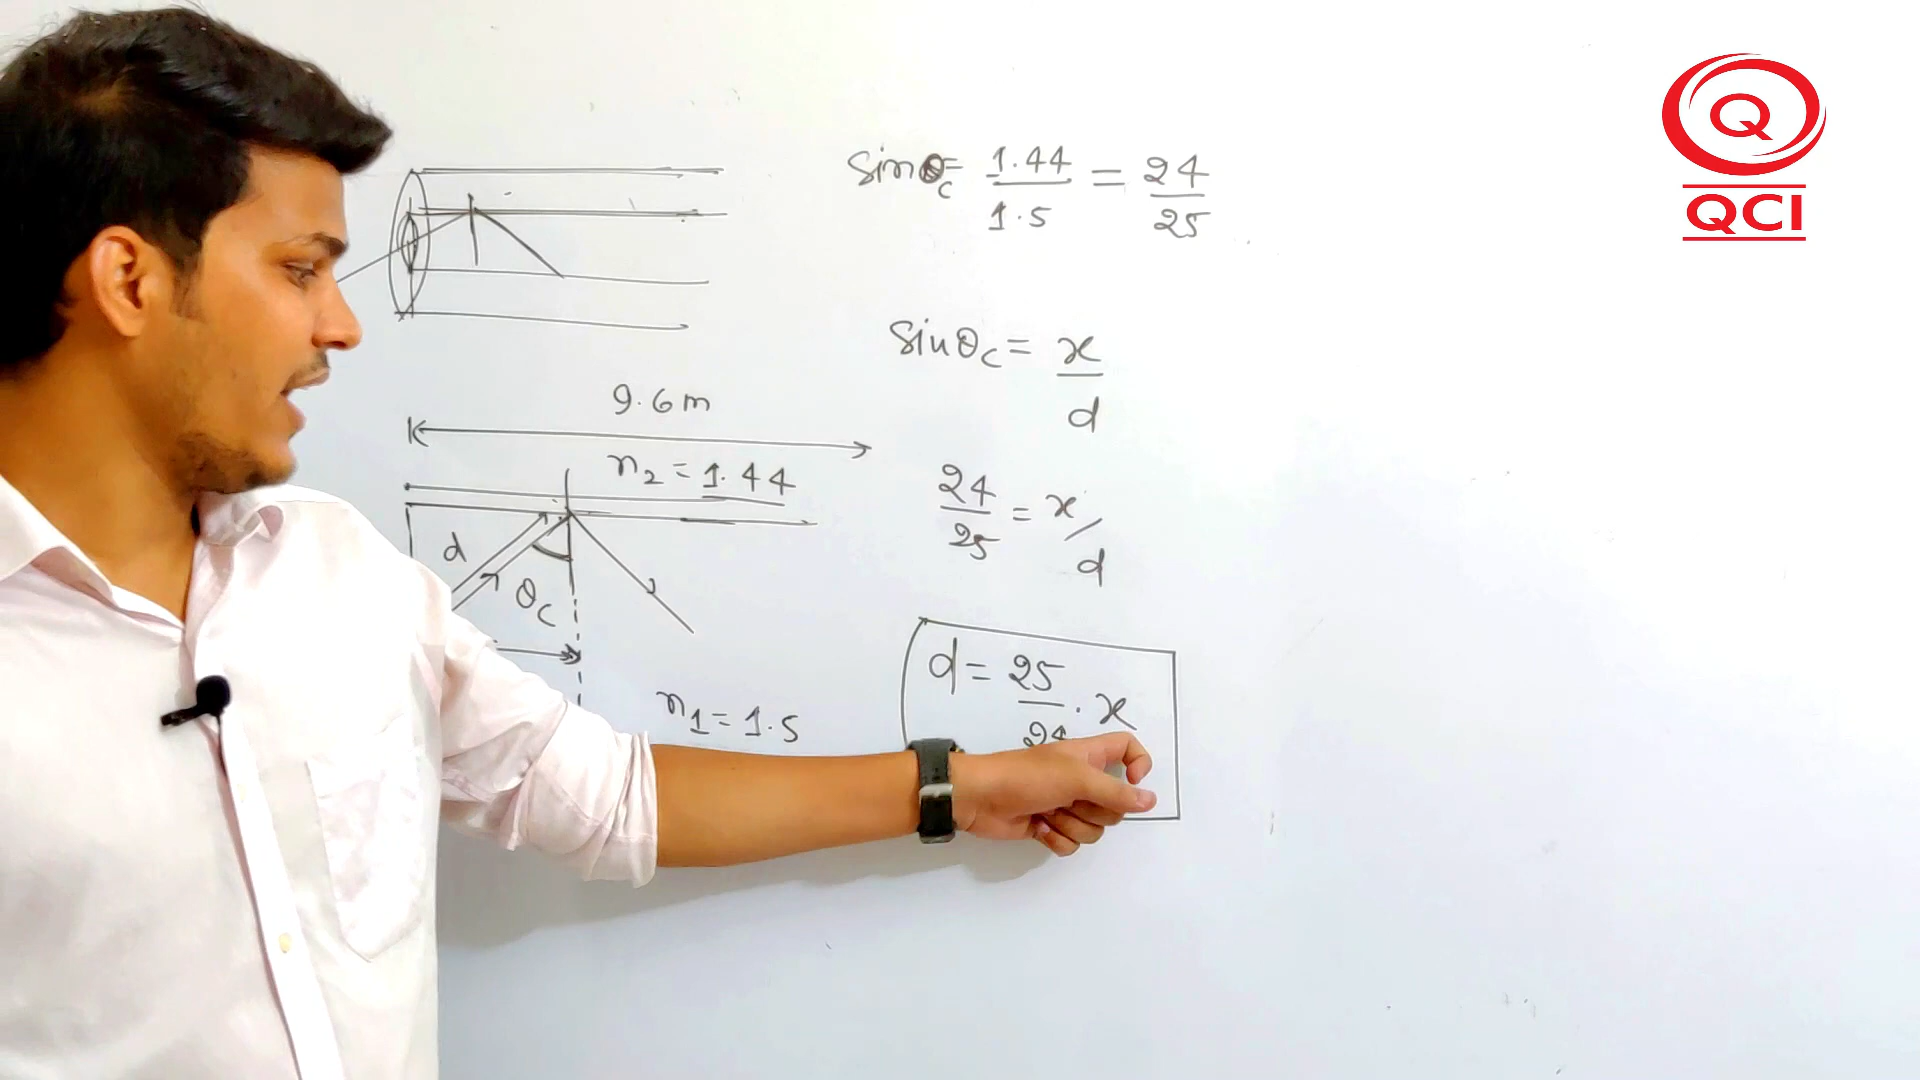 Q
QCI
sinθc = 1.44/1.5 = 24/25
sinθc = x/d
9.6m
n2 = 1.44
24/25 = x/d
d
θc
d = 25/24 . x
n1 = 1.5